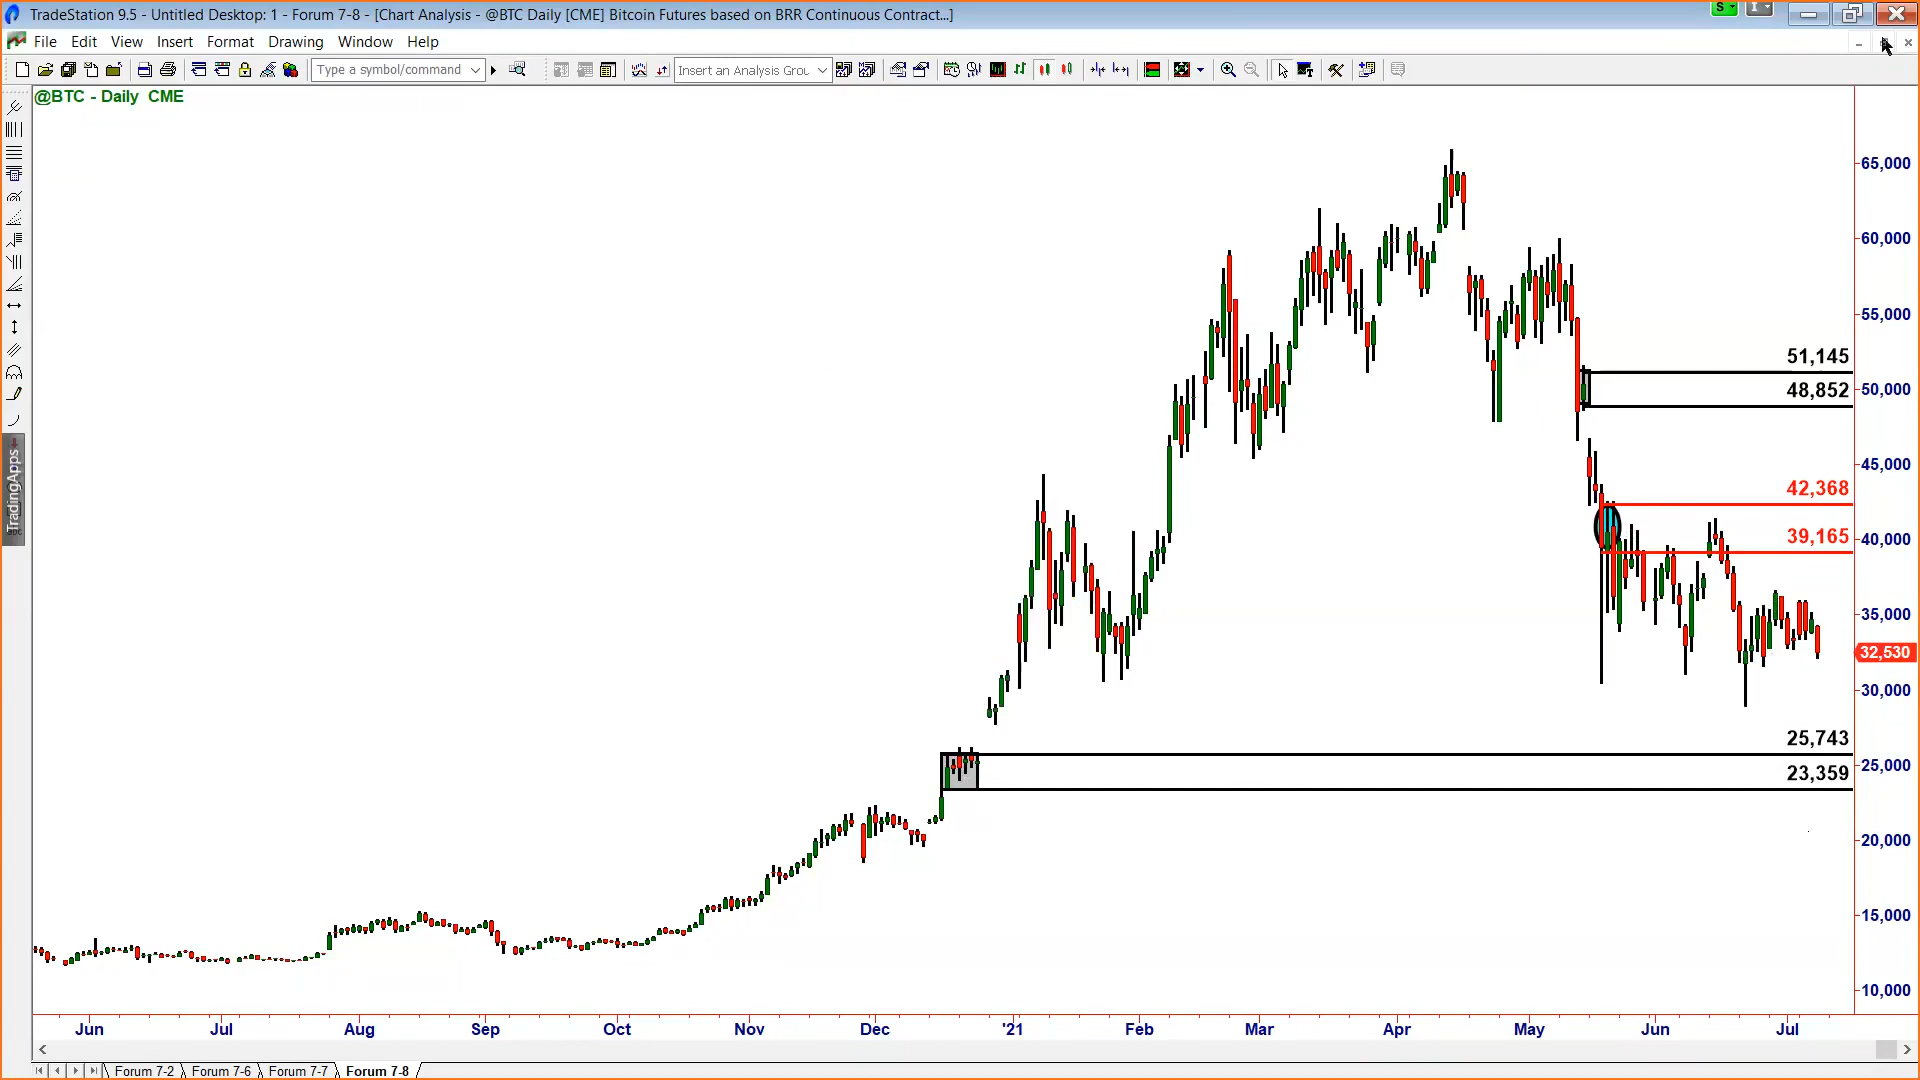 TradeStation 9.5 - Untitled Desktop: 1 - Forum 7-8 - [Chart Analysis - @BTC Daily [CME] Bitcoin Futures based on BRR Continuous Contract...]
S
I
File Edit View Insert Format Drawing Window Help
Type a symbol/command
Insert an Analysis Grou
@BTC - Daily CME
65,000
60,000
55,000
51,145
50,000
48,852
45,000
42,368
39,165
40,000
35,000
32,530
30,000
25,743
25,000
23,359
20,000
15,000
10,000
TradingApps
Jun Jul Aug Sep Oct Nov Dec '21 Feb Mar Apr May Jun Jul
Forum 7-2 Forum 7-6 Forum 7-7 Forum 7-8